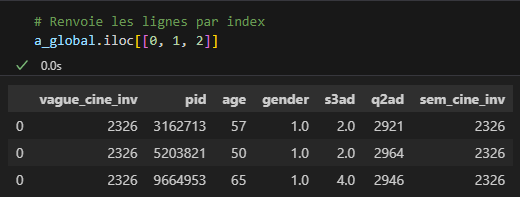 # Renvoie les lignes par index
a_global.iloc[[0, 1, 2]]
0.0s
vague_cine_inv pid age gender s3ad q2ad sem_cine_inv
0 2326 3162713 57 1.0 2.0 2921 2326
0 2326 5203821 50 1.0 2.0 2964 2326
0 2326 9664953 65 1.0 4.0 2946 2326